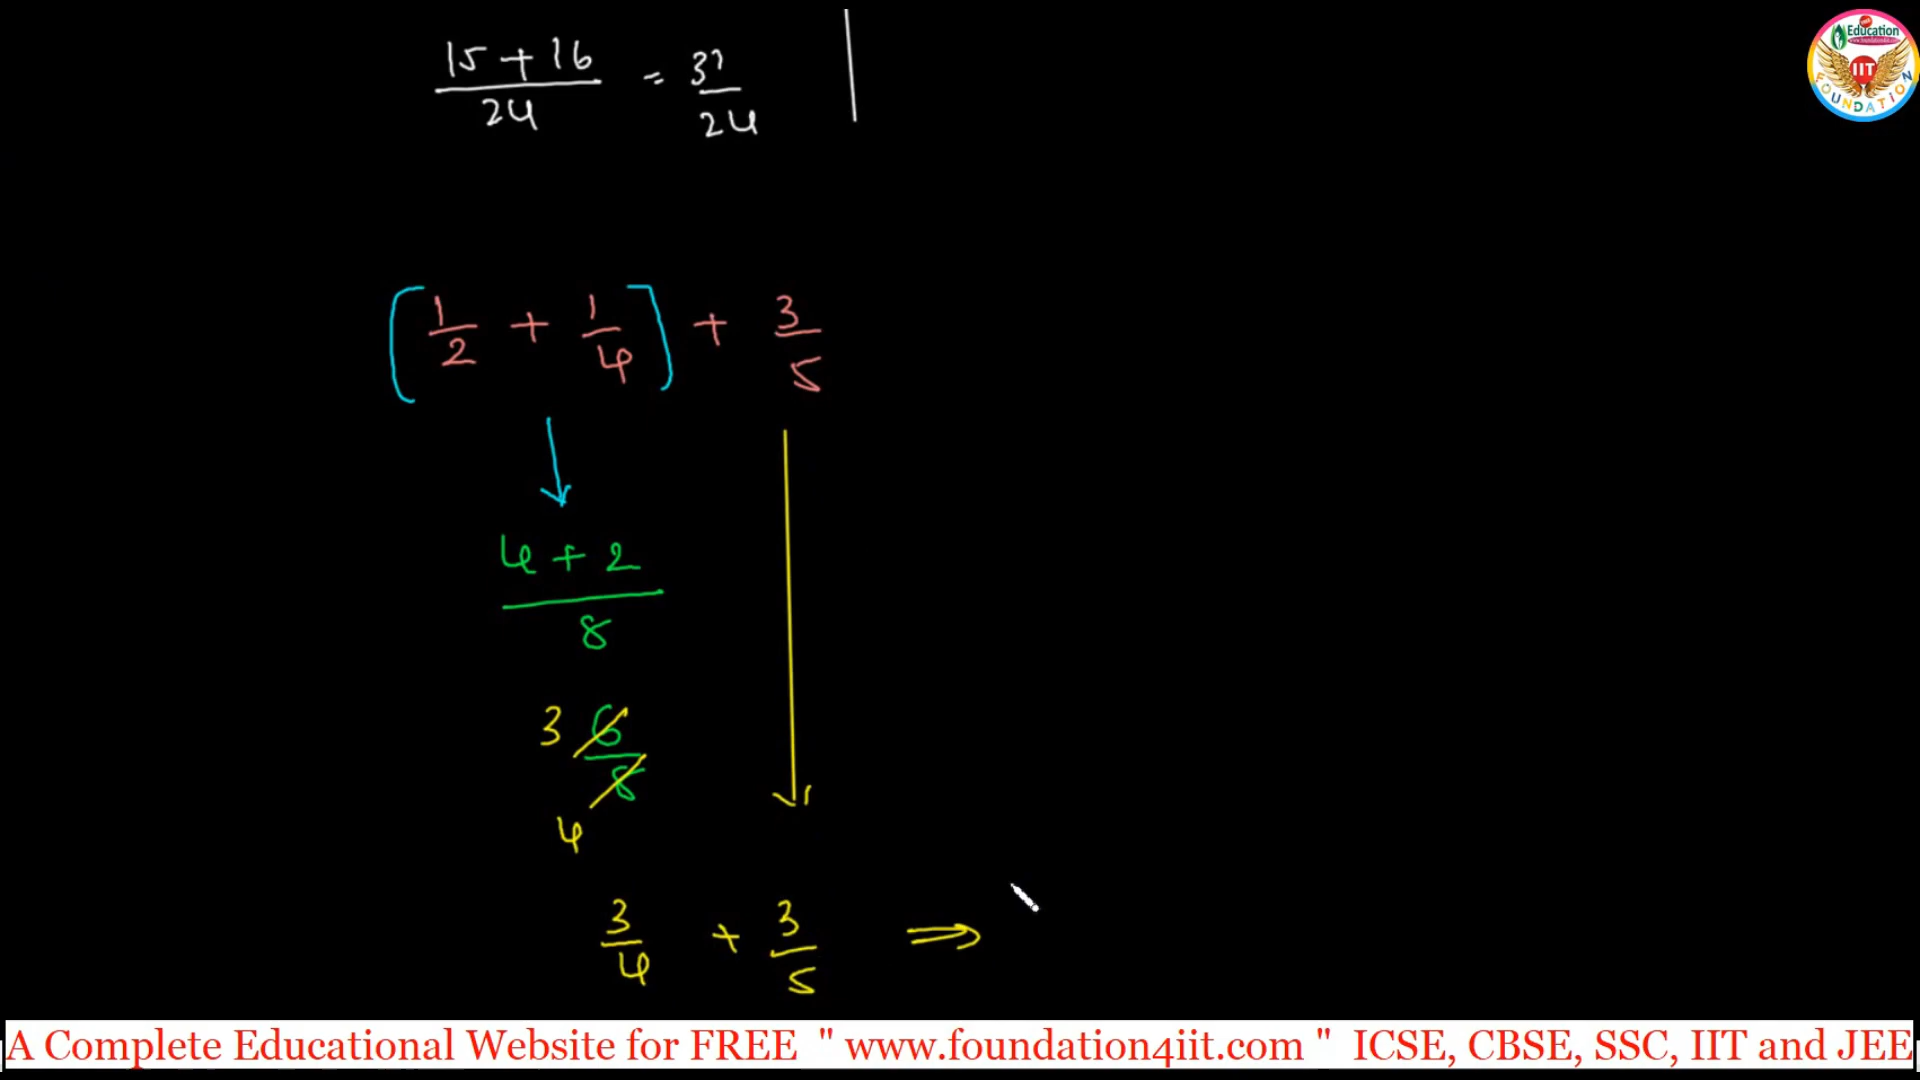 15 + 16 / 24 = 31 / 24
(1/2 + 1/4) + 3/5
4 + 2 / 8
3 6/8 4
3/4 + 3/5 ⇒
Education
IIT
FOUNDATION
A Complete Educational Website for FREE " www.foundation4iit.com " ICSE, CBSE, SSC, IIT and JEE